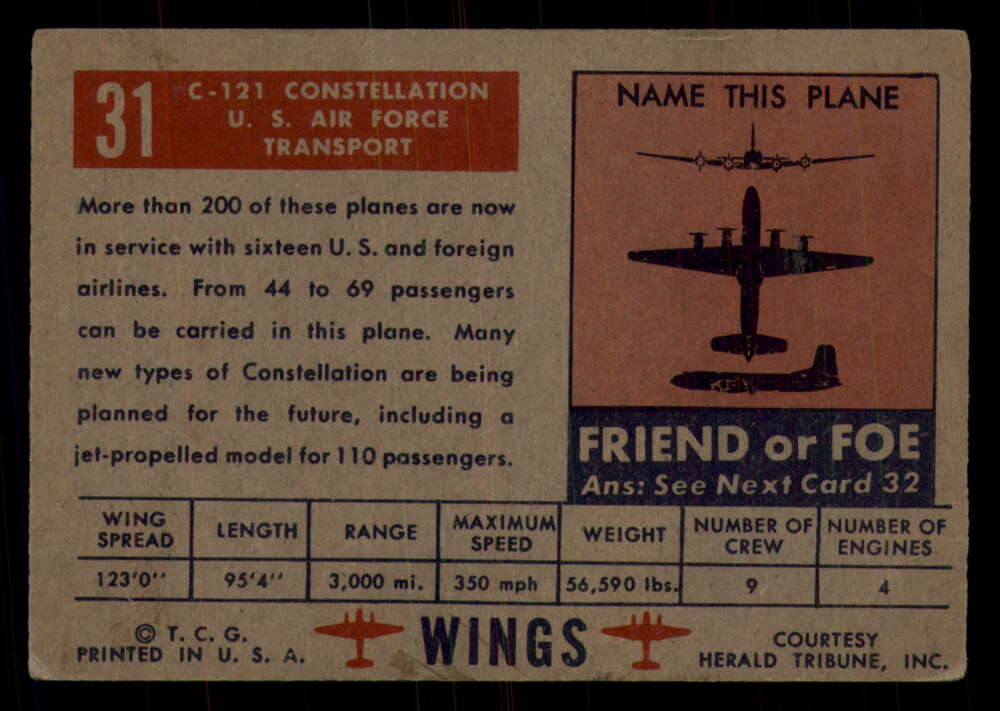 31
C-121 CONSTELLATION
U. S. AIR FORCE
TRANSPORT
More than 200 of these planes are now
in service with sixteen U. S. and foreign
airlines. From 44 to 69 passengers
can be carried in this plane. Many
new types of Constellation are being
planned for the future, including a
jet-propelled model for 110 passengers.
NAME THIS PLANE
FRIEND or FOE
Ans: See Next Card 32
WING SPREAD LENGTH RANGE MAXIMUM SPEED WEIGHT NUMBER OF CREW NUMBER OF ENGINES
123'0'' 95'4'' 3,000 mi. 350 mph 56,590 lbs. 9 4
© T. C. G.
PRINTED IN U. S. A.
WINGS
COURTESY
HERALD TRIBUNE, INC.